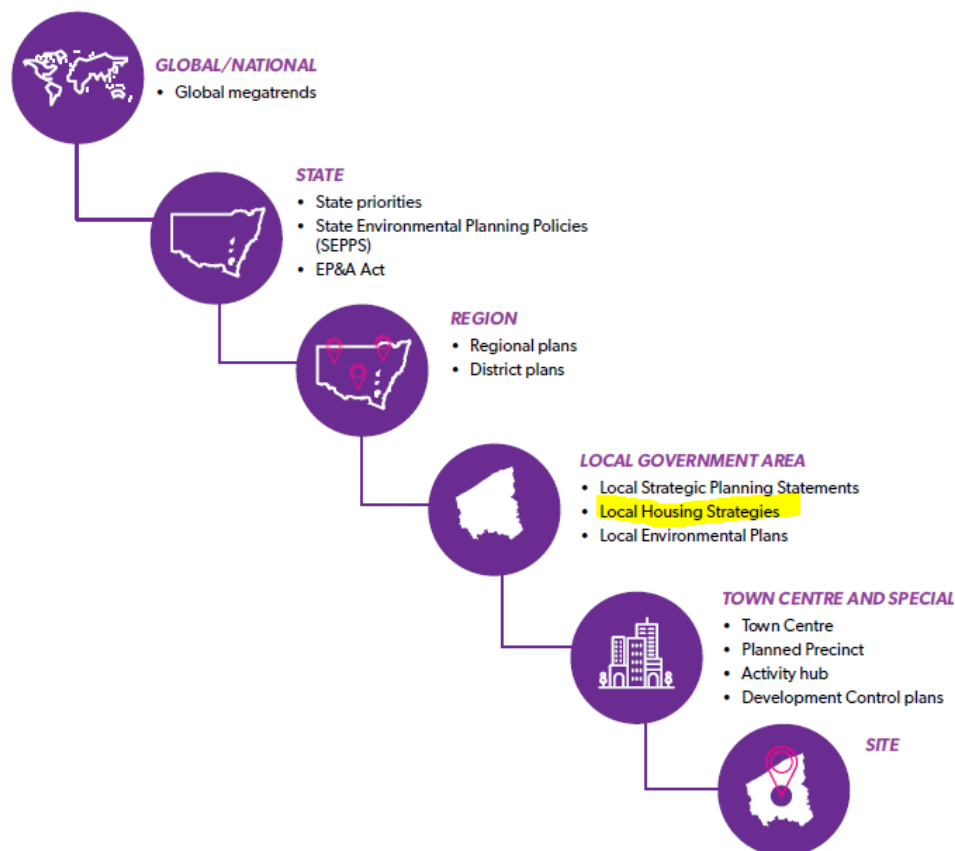 GLOBAL/NATIONAL
• Global megatrends
STATE
• State priorities
• State Environmental Planning Policies
(SEPPS)
• EP&A Act
REGION
• Regional plans
• District plans
LOCAL GOVERNMENT AREA
• Local Strategic Planning Statements
• Local Housing Strategies
• Local Environmental Plans
TOWN CENTRE AND SPECIAL
• Town Centre
• Planned Precinct
• Activity hub
• Development Control plans
SITE